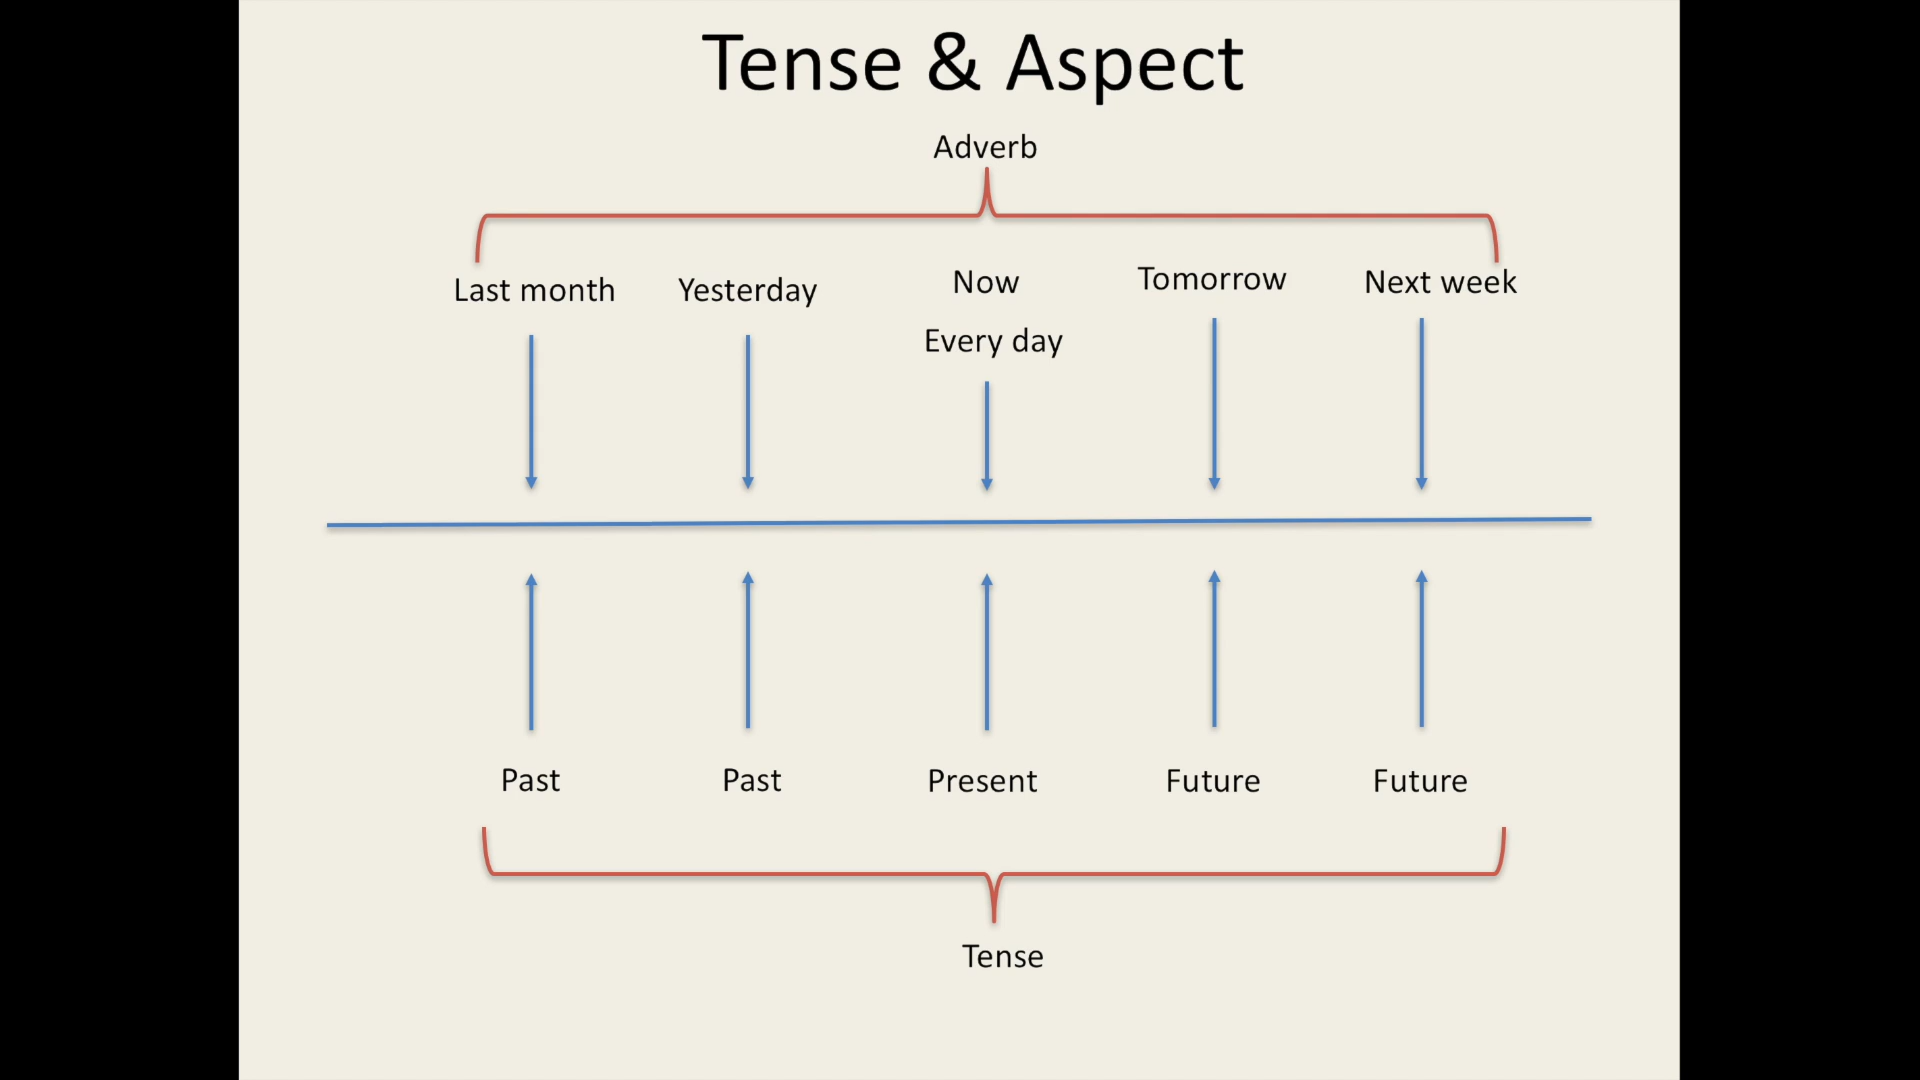 Tense & Aspect
Adverb
Last month
Yesterday
Now
Every day
Tomorrow
Next week
Past
Past
Present
Future
Future
Tense